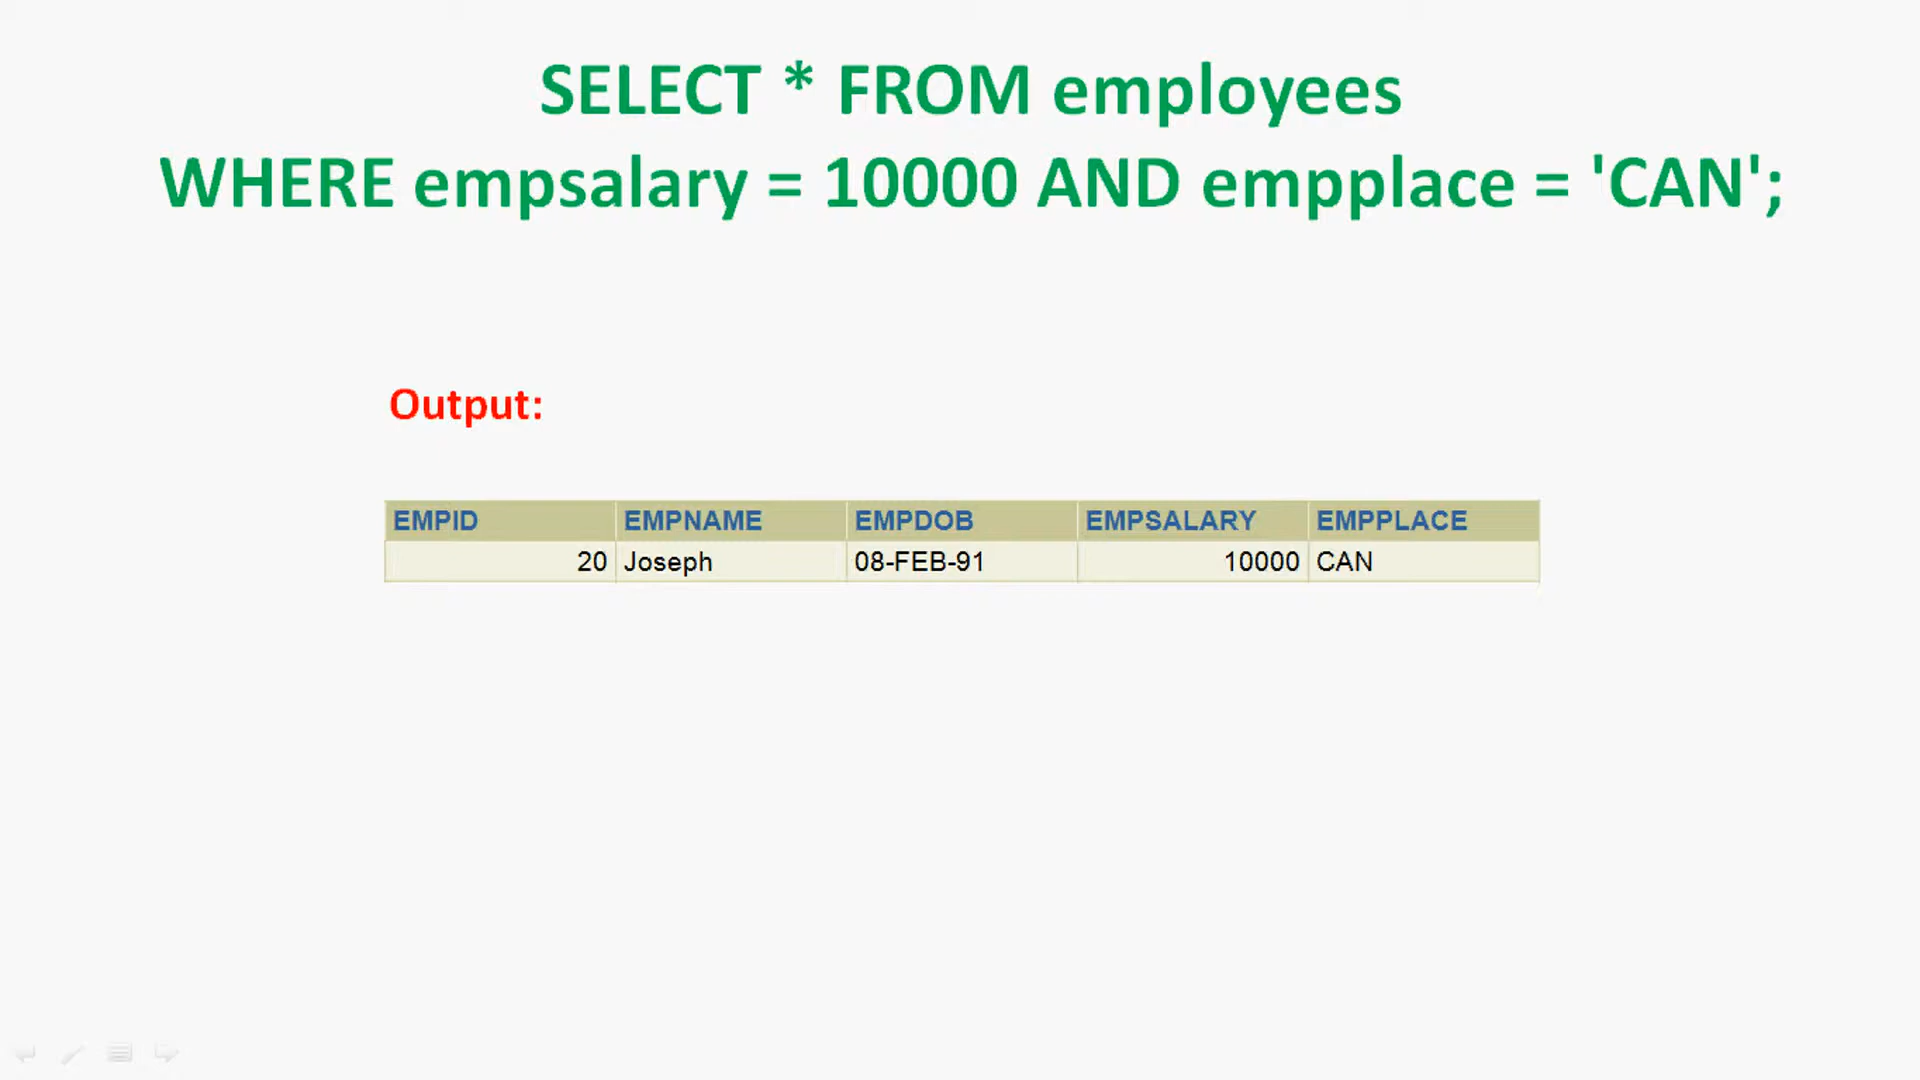 SELECT * FROM employees
WHERE empsalary = 10000 AND empplace = 'CAN';
Output:
EMPID EMPNAME EMPDOB EMPSALARY EMPPLACE
20 Joseph 08-FEB-91 10000 CAN